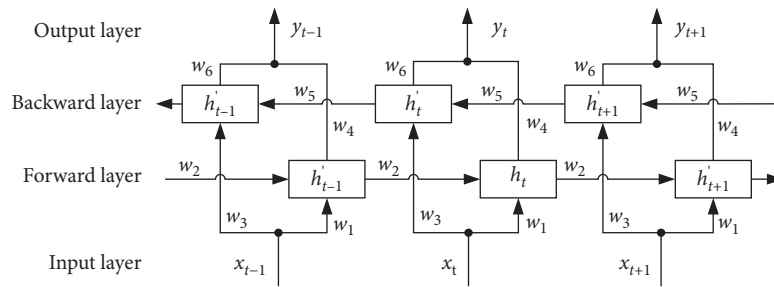 Output layer y_{t–1} y_t y_{t+1}
w_6 w_6 w_6
Backward layer h'_{t–1} w_5 h'_t w_5 h'_{t+1} w_5
w_4 w_4 w_4
w_2 w_2 w_2
Forward layer h'_{t–1} h_t h'_{t+1}
w_3 w_1 w_3 w_1 w_3 w_1
Input layer x_{t–1} x_t x_{t+1}